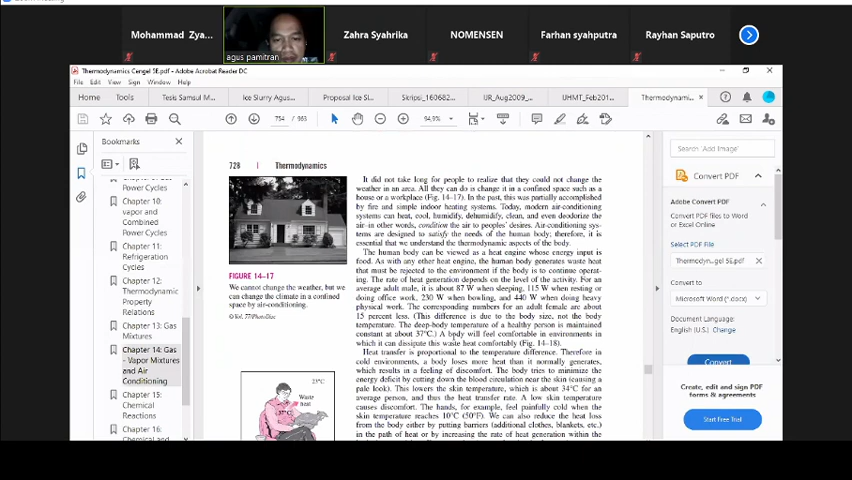 Mohammad Zya...
agus pamitran
Zahra Syahrika
NOMENSEN
Farhan syahputra
Rayhan Saputro
Thermodynamics Cengel 5E.pdf - Adobe Acrobat Reader DC
File Edit View Sign Window Help
Home Tools Tesis Samsul M... Ice Slurry Agus... Proposal Ice Sl... Skripsi_160682... UR_Aug2009_... UHMT_Feb201... Thermodynami...
754 / 963 94,9%
Bookmarks
Power Cycles
Chapter 10:
vapor and
Combined
Power Cycles
Chapter 11:
Refrigeration
Cycles
Chapter 12:
Thermodynamic
Property
Relations
Chapter 13: Gas
Mixtures
Chapter 14: Gas
- Vapor Mixtures
and Air
Conditioning
Chapter 15:
Chemical
Reactions
Chapter 16:
Chemical and
728 | Thermodynamics
FIGURE 14–17
We cannot change the weather, but we
can change the climate in a confined
space by air-conditioning.
23°C
Waste
heat
37°C
It did not take long for people to realize that they could not change the
weather in an area. All they can do is change it in a confined space such as a
house or a workplace (Fig. 14–17). In the past, this was partially accomplished
by fire and simple indoor heating systems. Today, modern air-conditioning
systems can heat, cool, humidify, dehumidify, clean, and even deodorize the
air–in other words, condition the air to peoples' desires. Air-conditioning sys-
tems are designed to satisfy the needs of the human body; therefore, it is
essential that we understand the thermodynamic aspects of the body.
The human body can be viewed as a heat engine whose energy input is
food. As with any other heat engine, the human body generates waste heat
that must be rejected to the environment if the body is to continue operat-
ing. The rate of heat generation depends on the level of the activity. For an
average adult male, it is about 87 W when sleeping, 115 W when resting or
doing office work, 230 W when bowling, and 440 W when doing heavy
physical work. The corresponding numbers for an adult female are about
15 percent less. (This difference is due to the body size, not the body
temperature. The deep-body temperature of a healthy person is maintained
constant at about 37°C.) A body will feel comfortable in environments in
which it can dissipate this waste heat comfortably (Fig. 14–18).
Heat transfer is proportional to the temperature difference. Therefore in
cold environments, a body loses more heat than it normally generates,
which results in a feeling of discomfort. The body tries to minimize the
energy deficit by cutting down the blood circulation near the skin (causing a
pale look). This lowers the skin temperature, which is about 34°C for an
average person, and thus the heat transfer rate. A low skin temperature
causes discomfort. The hands, for example, feel painfully cold when the
skin temperature reaches 10°C (50°F). We can also reduce the heat loss
from the body either by putting barriers (additional clothes, blankets, etc.)
in the path of heat or by increasing the rate of heat generation within the
Search 'Add Image'
Convert PDF
Adobe Convert PDF
Convert PDF Files to Word
or Excel Online
Select PDF File
Thermodyn...gel 5E.pdf
Convert to
Microsoft Word (*.docx)
Document Language:
English (U.S.) Change
Convert
Create, edit and sign PDF
forms & agreements
Start Free Trial